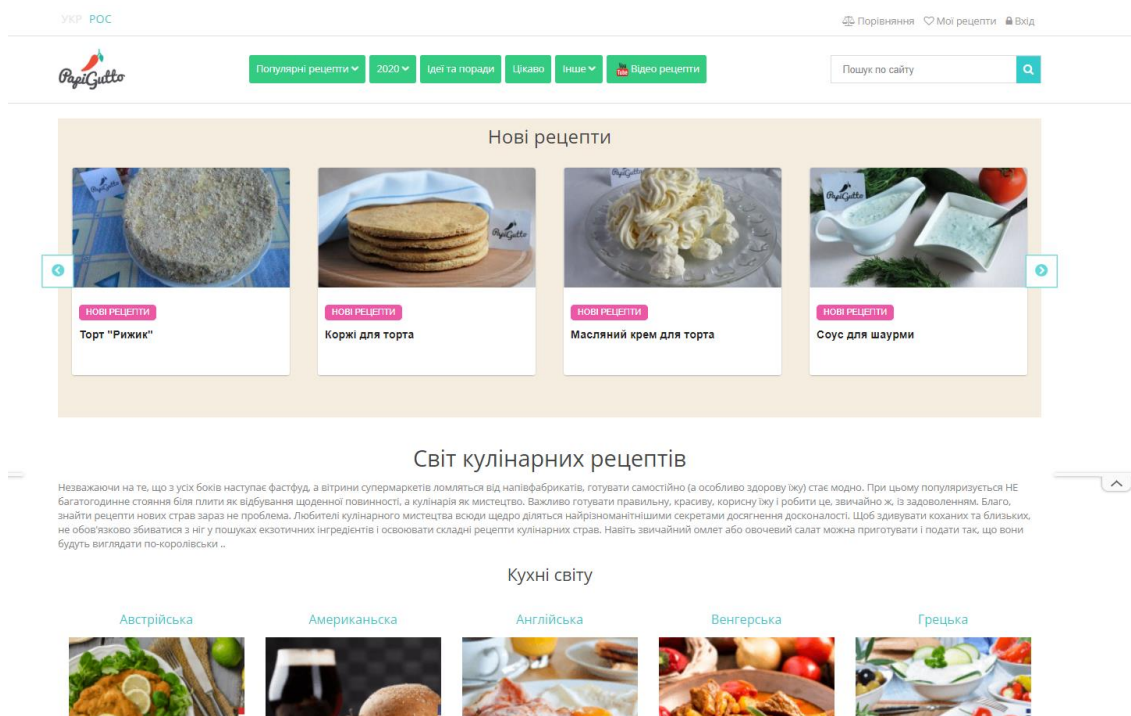 УКР РОС
Порівняння Мої рецепти Вхід
PapiGutto
Популярні рецепти 2020 Ідеї та поради Цікаво Інше Відео рецепти
Пошук по сайту
Нові рецепти
PapiGutto
PapiGutto
PapiGutto
PapiGutto
НОВІ РЕЦЕПТИ НОВІ РЕЦЕПТИ НОВІ РЕЦЕПТИ НОВІ РЕЦЕПТИ
Торт "Рижик" Коржі для торта Масляний крем для торта Соус для шаурми
Світ кулінарних рецептів
Незважаючи на те, що з усіх боків наступає фастфуд, а вітрини супермаркетів ломляться від напівфабрикатів, готувати самостійно (а особливо здорову їжу) стає модно. При цьому популяризується НЕ
багатогодинне стояння біля плити як відбування щоденної повинності, а кулінарія як мистецтво. Важливо готувати правильну, красиву, корисну їжу і робити це, звичайно ж, із задоволенням. Благо,
знайти рецепти нових страв зараз не проблема. Любителі кулінарного мистецтва всюди щедро діляться найрізноманітнішими секретами досягнення досконалості. Щоб здивувати коханих та близьких,
не обов'язково збиватися з ніг у пошуках екзотичних інгредієнтів і освоювати складні рецепти кулінарних страв. Навіть звичайний омлет або овочевий салат можна приготувати і подати так, що вони
будуть виглядати по-королівськи ..
Кухні світу
Австрійська Американьска Англійська Венгерська Грецька